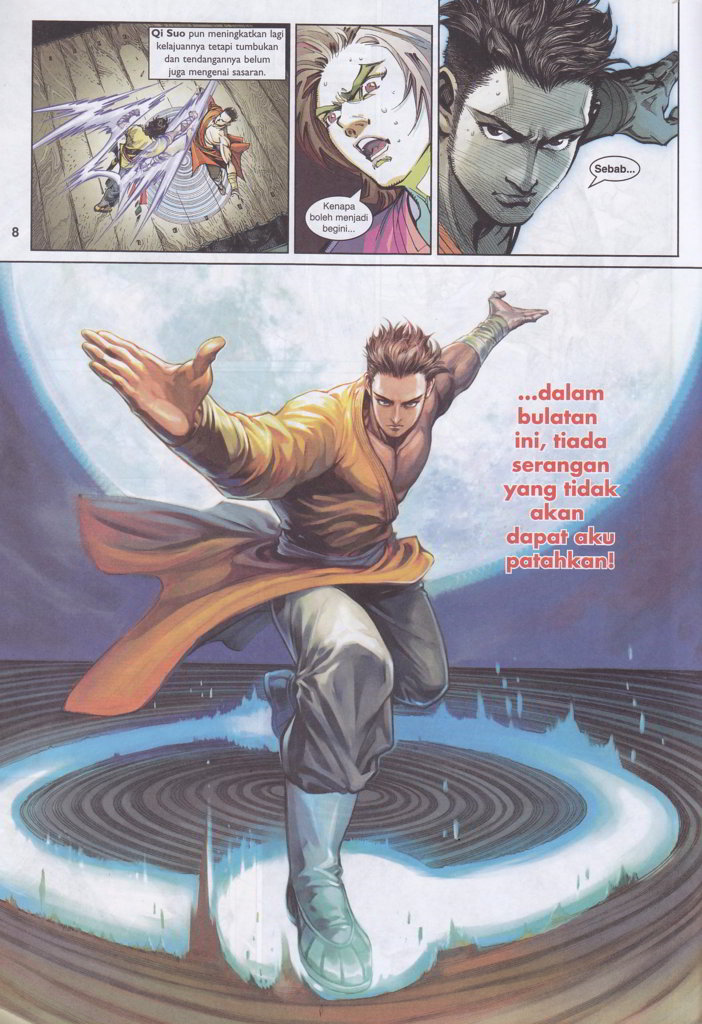 Qi Suo pun meningkatkan lagi
kelajuannya tetapi tumbukan
dan tendangannya belum
juga mengenai sasaran.
Kenapa
boleh menjadi
begini...
Sebab...
8
...dalam
bulatan
ini, tiada
serangan
yang tidak
akan
dapat aku
patahkan!